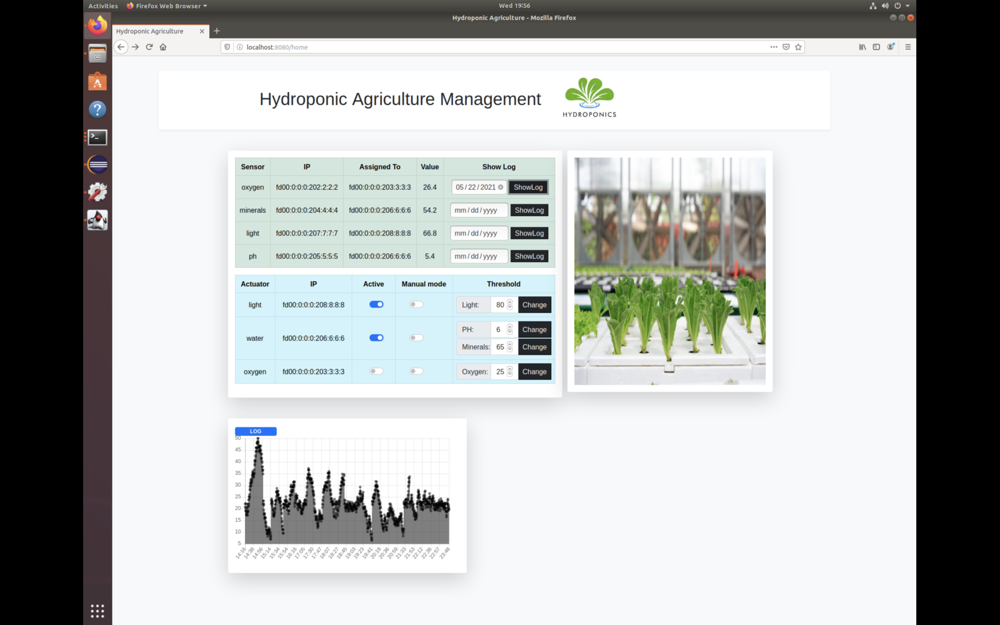 Activities Firefox Web Browser Wed 19:56
Hydroponic Agriculture - Mozilla Firefox
Hydroponic Agriculture
localhost:8080/home
Hydroponic Agriculture Management
HYDROPONICS
Sensor IP Assigned To Value Show Log
oxygen fd00:0:0:0:202:2:2:2 fd00:0:0:0:203:3:3:3 26.4 05/22/2021 ShowLog
minerals fd00:0:0:0:204:4:4:4 fd00:0:0:0:206:6:6:6 54.2 mm/dd/yyyy ShowLog
light fd00:0:0:0:207:7:7:7 fd00:0:0:0:208:8:8:8 66.8 mm/dd/yyyy ShowLog
ph fd00:0:0:0:205:5:5:5 fd00:0:0:0:206:6:6:6 5.4 mm/dd/yyyy ShowLog
Actuator IP Active Manual mode Threshold
light fd00:0:0:0:208:8:8:8 Light: 80 Change
PH: 6 Change
water fd00:0:0:0:206:6:6:6
Minerals: 65 Change
oxygen fd00:0:0:0:203:3:3:3 Oxygen: 25 Change
LOG
50
45
40
35
30
25
20
15
10
5
14:16 14:38 14:56 15:14 15:34 15:54 16:16 17:05 17:30 17:47 18:07 18:27 18:45 19:03 19:23 19:41 20:19 20:36 20:59 21:33 21:53 22:12 22:36 22:57 23:48